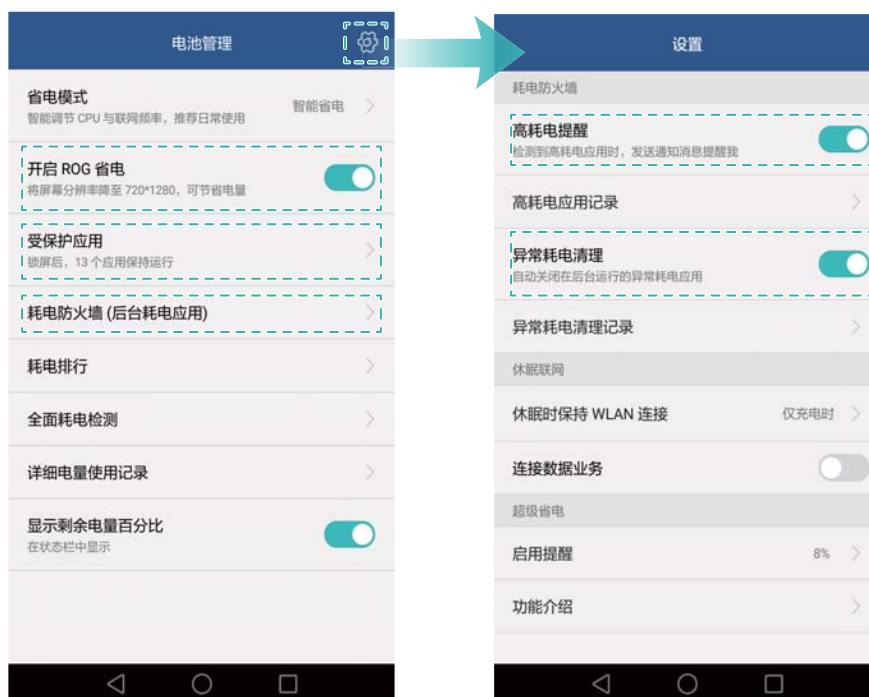 电池管理
省电模式
智能调节 CPU 与联网频率，推荐日常使用
智能省电
开启 ROG 省电
将屏幕分辨率降至 720*1280，可节省电量
受保护应用
锁屏后，13 个应用保持运行
耗电防火墙 (后台耗电应用)
耗电排行
全面耗电检测
详细电量使用记录
显示剩余电量百分比
在状态栏中显示
设置
耗电防火墙
高耗电提醒
检测到高耗电应用时，发送通知消息提醒我
高耗电应用记录
异常耗电清理
自动关闭在后台运行的异常耗电应用
异常耗电清理记录
休眠联网
休眠时保持 WLAN 连接
仅充电时
连接数据业务
超级省电
启用提醒
8%
功能介绍